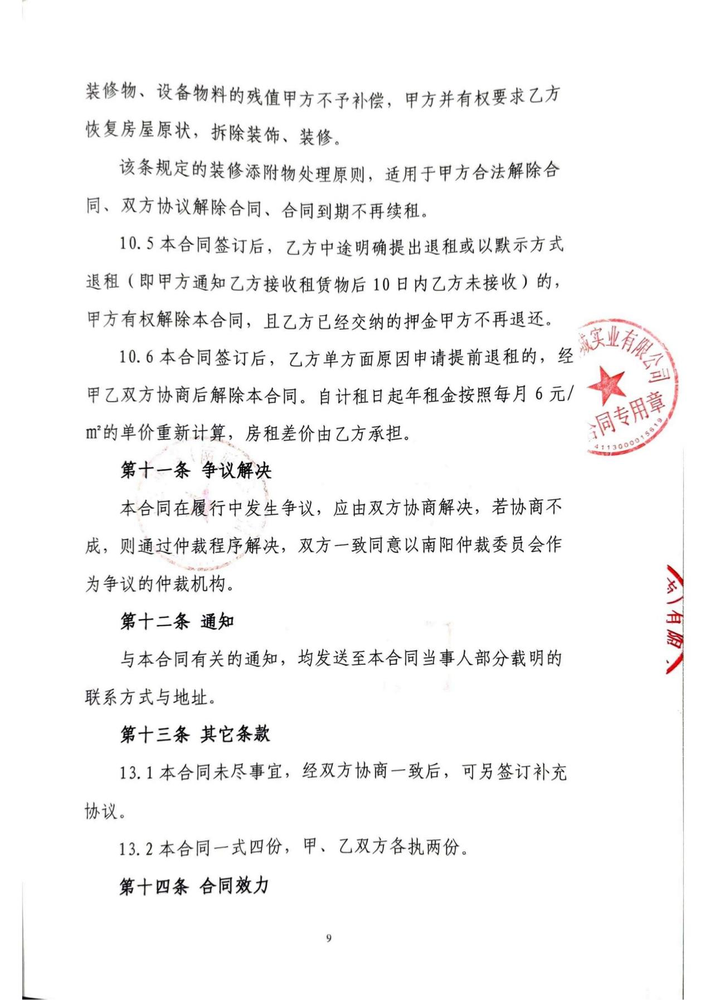 装修物、设备物料的残值甲方不予补偿，甲方并有权要求乙方
恢复房屋原状，拆除装饰、装修。
该条规定的装修添附物处理原则，适用于甲方合法解除合
同、双方协议解除合同、合同到期不再续租。
10.5 本合同签订后，乙方中途明确提出退租或以默示方式
退租（即甲方通知乙方接收租赁物后 10 日内乙方未接收）的，
甲方有权解除本合同，且乙方已经交纳的押金甲方不再退还。
10.6 本合同签订后，乙方单方面原因申请提前退租的，经
甲乙双方协商后解除本合同。自计租日起年租金按照每月 6 元/
㎡的单价重新计算，房租差价由乙方承担。
城实业有限公司
合同专用章
4113000015619
第十一条 争议解决
本合同在履行中发生争议，应由双方协商解决，若协商不
成，则通过仲裁程序解决，双方一致同意以南阳仲裁委员会作
为争议的仲裁机构。
第十二条 通知
与本合同有关的通知，均发送至本合同当事人部分载明的
联系方式与地址。
）有限
第十三条 其它条款
13.1 本合同未尽事宜，经双方协商一致后，可另签订补充
协议。
13.2 本合同一式四份，甲、乙双方各执两份。
第十四条 合同效力
9